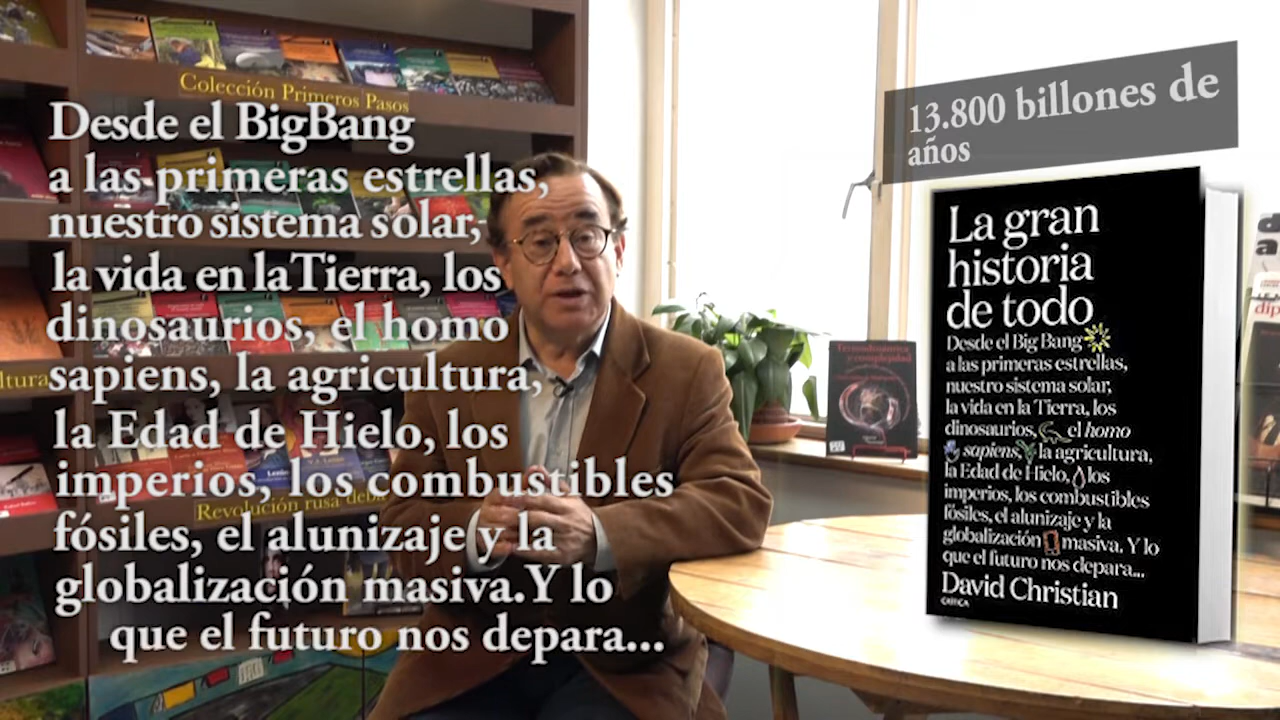 Colección Primeros Pasos
Desde el BigBang
a las primeras estrellas,
nuestro sistema solar,
la vida en la Tierra, los
dinosaurios, el homo
sapiens, la agricultura,
la Edad de Hielo, los
imperios, los combustibles
fósiles, el alunizaje y la
globalización masiva.Y lo
que el futuro nos depara...
Revolución rusa deba
13.800 billones de
años
La gran
historia
de todo
Desde el Big Bang
a las primeras estrellas,
nuestro sistema solar,
la vida en la Tierra, los
dinosaurios, el homo
sapiens, la agricultura,
la Edad de Hielo, los
imperios, los combustibles
fósiles, el alunizaje y la
globalización masiva. Y lo
que el futuro nos depara...
David Christian
CRÍTICA
Termodinámica
y complejidad